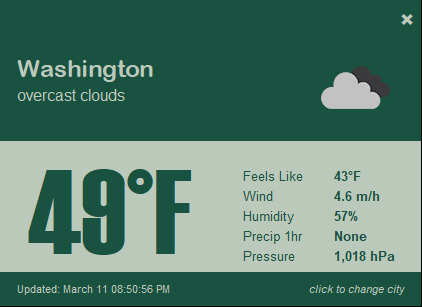 Washington
overcast clouds
49°F
Feels Like 43°F
Wind 4.6 m/h
Humidity 57%
Precip 1hr None
Pressure 1,018 hPa
Updated: March 11 08:50:56 PM click to change city